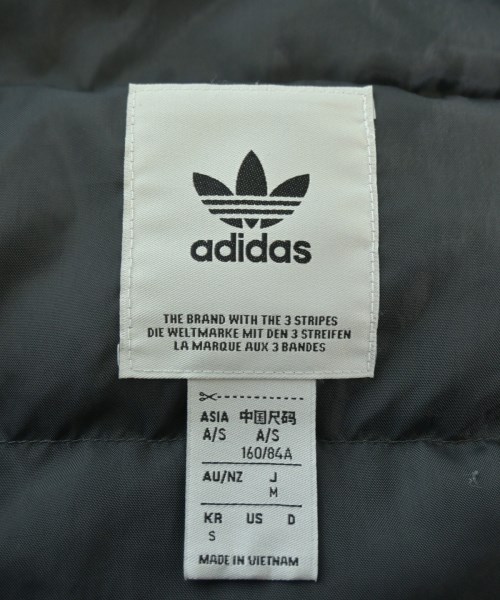 adidas
THE BRAND WITH THE 3 STRIPES
DIE WELTMARKE MIT DEN 3 STREIFEN
LA MARQUE AUX 3 BANDES
ASIA 中国尺码
A/S A/S
160/84A
AU/NZ J
M
KR US D
S
MADE IN VIETNAM